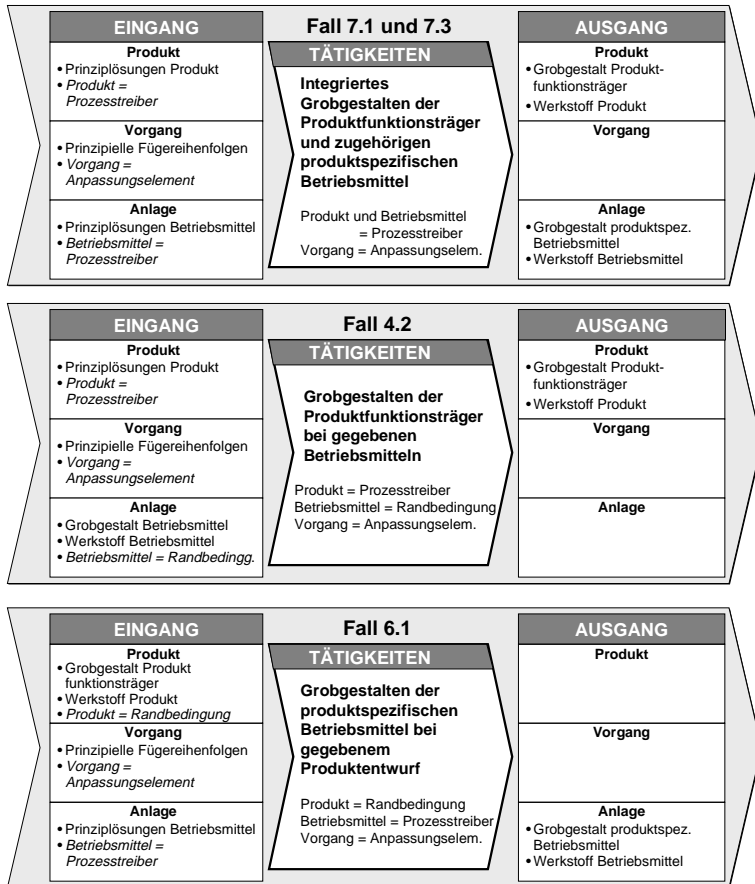 Fall 7.1 und 7.3
EINGANG
Produkt
• Prinziplösungen Produkt
• Produkt =
Prozesstreiber
Vorgang
• Prinzipielle Fügereihenfolgen
• Vorgang =
Anpassungselement
Anlage
• Prinziplösungen Betriebsmittel
• Betriebsmittel =
Prozesstreiber
TÄTIGKEITEN
Integriertes
Grobgestalten der
Produktfunktionsträger
und zugehörigen
produktspezifischen
Betriebsmittel
Produkt und Betriebsmittel
= Prozesstreiber
Vorgang = Anpassungselem.
AUSGANG
Produkt
• Grobgestalt Produkt-
funktionsträger
• Werkstoff Produkt
Vorgang
Anlage
• Grobgestalt produktspez.
Betriebsmittel
• Werkstoff Betriebsmittel
Fall 4.2
EINGANG
Produkt
• Prinziplösungen Produkt
• Produkt =
Prozesstreiber
Vorgang
• Prinzipielle Fügereihenfolgen
• Vorgang =
Anpassungselement
Anlage
• Grobgestalt Betriebsmittel
• Werkstoff Betriebsmittel
• Betriebsmittel = Randbedingg.
TÄTIGKEITEN
Grobgestalten der
Produktfunktionsträger
bei gegebenen
Betriebsmitteln
Produkt = Prozesstreiber
Betriebsmittel = Randbedingung
Vorgang = Anpassungselem.
AUSGANG
Produkt
• Grobgestalt Produkt-
funktionsträger
• Werkstoff Produkt
Vorgang
Anlage
Fall 6.1
EINGANG
Produkt
• Grobgestalt Produkt
funktionsträger
• Werkstoff Produkt
• Produkt = Randbedingung
Vorgang
• Prinzipielle Fügereihenfolgen
• Vorgang =
Anpassungselement
Anlage
• Prinziplösungen Betriebsmittel
• Betriebsmittel =
Prozesstreiber
TÄTIGKEITEN
Grobgestalten der
produktspezifischen
Betriebsmittel bei
gegebenem
Produktentwurf
Produkt = Randbedingung
Betriebsmittel = Prozesstreiber
Vorgang = Anpassungselem.
AUSGANG
Produkt
Vorgang
Anlage
• Grobgestalt produktspez.
Betriebsmittel
• Werkstoff Betriebsmittel